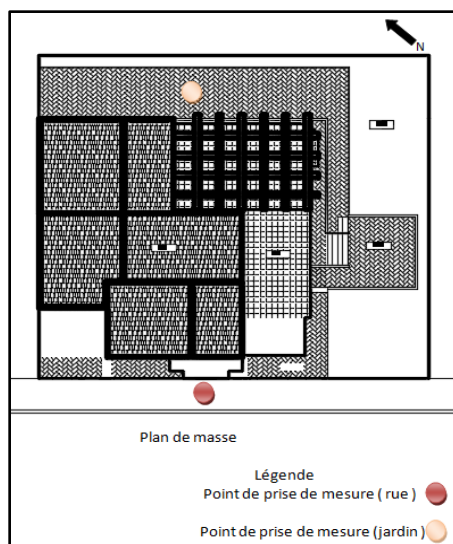 N
Plan de masse
Légende
Point de prise de mesure ( rue )
Point de prise de mesure (jardin)